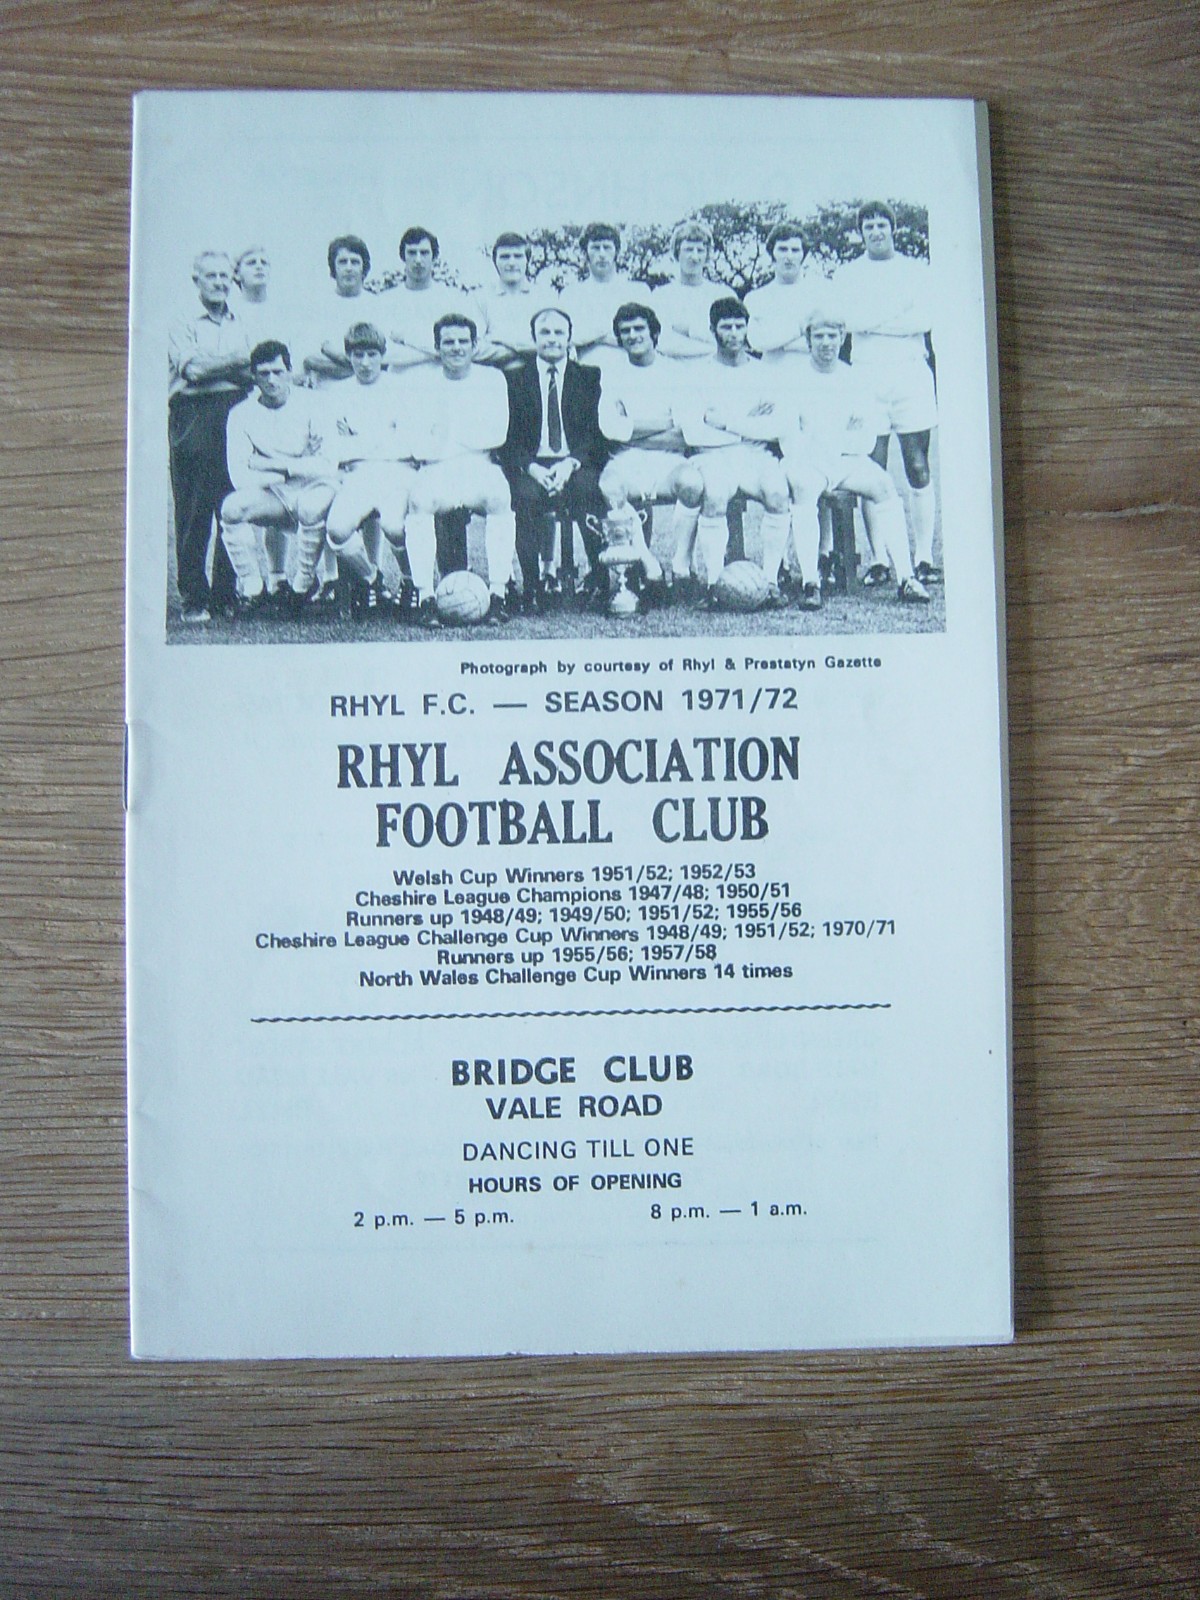 Photograph by courtesy of Rhyl & Prestatyn Gazette
RHYL F.C. — SEASON 1971/72
RHYL ASSOCIATION
FOOTBALL CLUB
Welsh Cup Winners 1951/52; 1952/53
Cheshire League Champions 1947/48; 1950/51
Runners up 1948/49; 1949/50; 1951/52; 1955/56
Cheshire League Challenge Cup Winners 1948/49; 1951/52; 1970/71
Runners up 1955/56; 1957/58
North Wales Challenge Cup Winners 14 times
BRIDGE CLUB
VALE ROAD
DANCING TILL ONE
HOURS OF OPENING
2 p.m. — 5 p.m. 8 p.m. — 1 a.m.